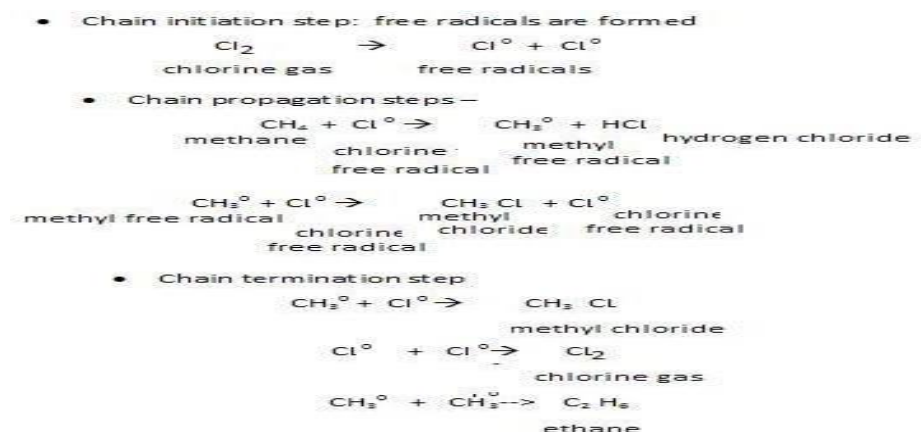 • Chain initiation step: free radicals are formed
Cl₂ → Cl° + Cl°
chlorine gas free radicals
• Chain propagation steps –
CH₄ + Cl° → CH₃° + HCl
methane chlorine free radical methyl free radical hydrogen chloride
CH₃° + Cl° → CH₃ Cl + Cl°
methyl free radical chlorine free radical methyl chloride chlorine free radical
• Chain termination step
CH₃° + Cl° → CH₃ Cl
methyl chloride
Cl° + Cl° → Cl₂
chlorine gas
CH₃° + CH₃° --> C₂ H₆
ethane